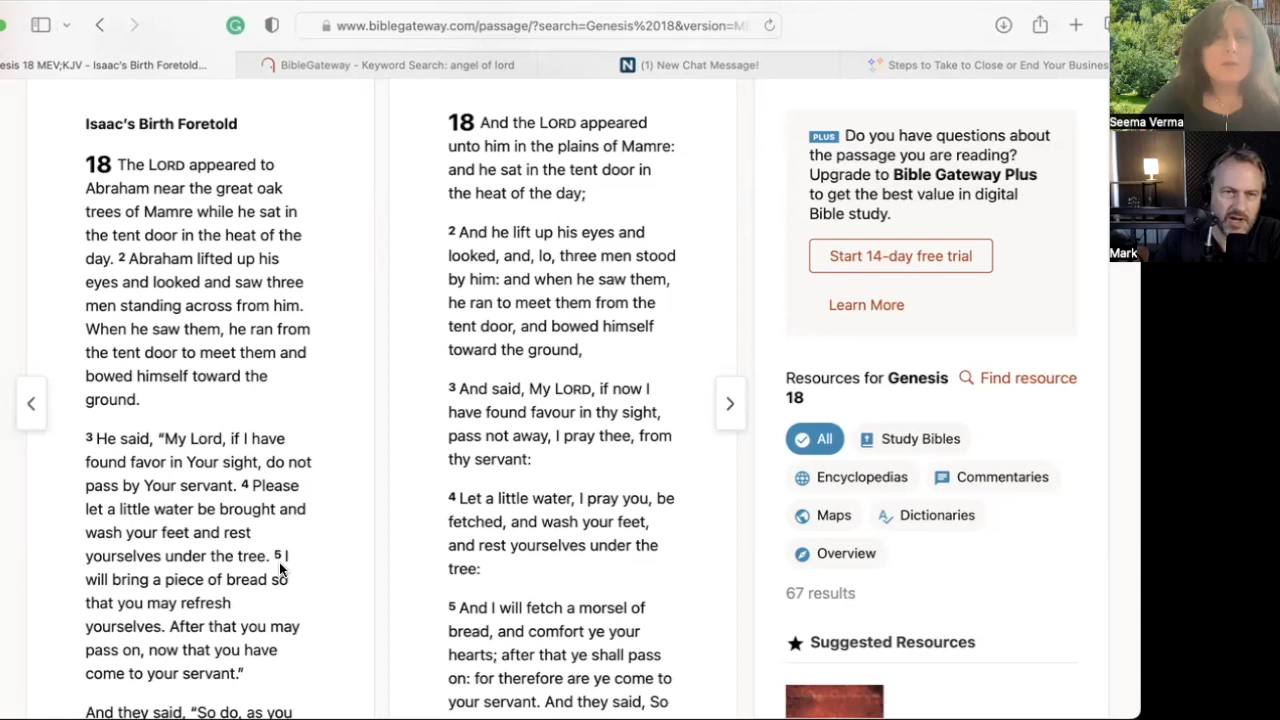 www.biblegateway.com/passage/?search=Genesis%2018&version=M
esis 18 MEV;KJV - Isaac's Birth Foretold...
BibleGateway - Keyword Search: angel of lord
N (1) New Chat Message!
Steps to Take to Close or End Your Busines
Isaac's Birth Foretold
18 The LORD appeared to
Abraham near the great oak
trees of Mamre while he sat in
the tent door in the heat of the
day. 2 Abraham lifted up his
eyes and looked and saw three
men standing across from him.
When he saw them, he ran from
the tent door to meet them and
bowed himself toward the
ground.
3 He said, “My Lord, if I have
found favor in Your sight, do not
pass by Your servant. 4 Please
let a little water be brought and
wash your feet and rest
yourselves under the tree. 5 I
will bring a piece of bread so
that you may refresh
yourselves. After that you may
pass on, now that you have
come to your servant.”
And they said, “So do, as you
18 And the LORD appeared
unto him in the plains of Mamre:
and he sat in the tent door in
the heat of the day;
2 And he lift up his eyes and
looked, and, lo, three men stood
by him: and when he saw them,
he ran to meet them from the
tent door, and bowed himself
toward the ground,
3 And said, My LORD, if now I
have found favour in thy sight,
pass not away, I pray thee, from
thy servant:
4 Let a little water, I pray you, be
fetched, and wash your feet,
and rest yourselves under the
tree:
5 And I will fetch a morsel of
bread, and comfort ye your
hearts; after that ye shall pass
on: for therefore are ye come to
your servant. And they said, So
PLUS Do you have questions about
the passage you are reading?
Upgrade to Bible Gateway Plus
to get the best value in digital
Bible study.
Start 14-day free trial
Learn More
Resources for Genesis
18
Find resource
All
Study Bibles
Encyclopedias
Commentaries
Maps
Dictionaries
Overview
67 results
Suggested Resources
Seema Verma
Mark